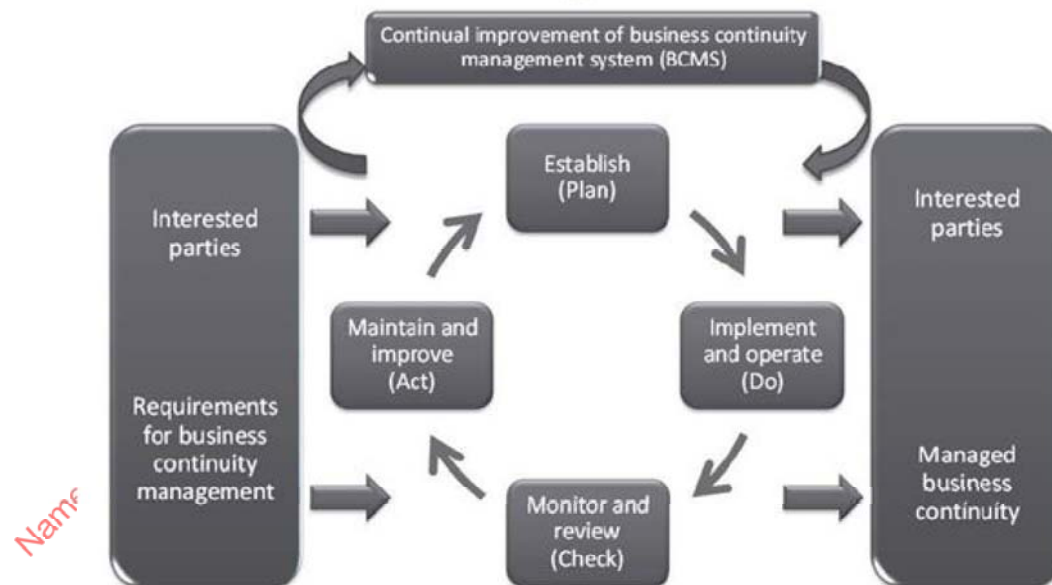 Continual improvement of business continuity
management system (BCMS)
Interested
parties
Requirements
for business
continuity
management
Establish
(Plan)
Maintain and
improve
(Act)
Implement
and operate
(Do)
Monitor and
review
(Check)
Interested
parties
Managed
business
continuity
Name